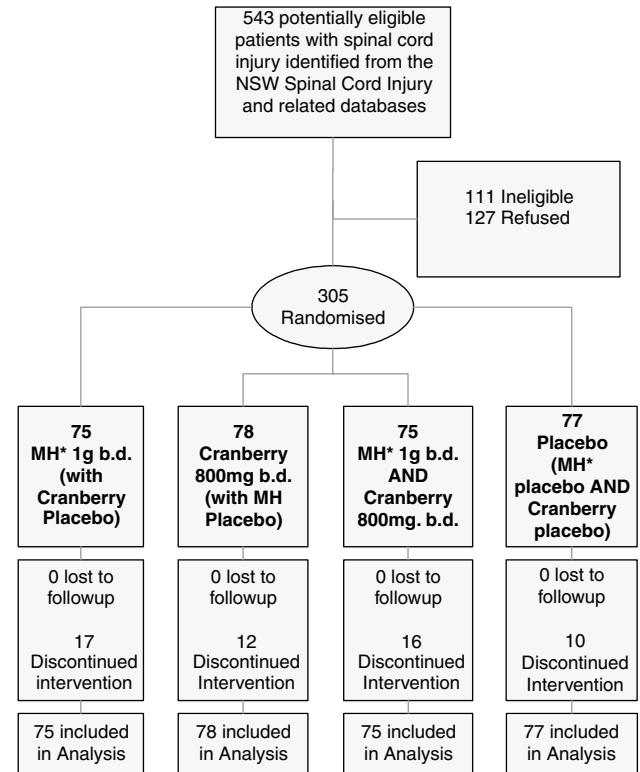 543 potentially eligible
patients with spinal cord
injury identified from the
NSW Spinal Cord Injury
and related databases
111 Ineligible
127 Refused
305
Randomised
75
MH* 1g b.d.
(with
Cranberry
Placebo)
78
Cranberry
800mg b.d.
(with MH
Placebo)
75
MH* 1g b.d.
AND
Cranberry
800mg. b.d.
77
Placebo
(MH*
placebo AND
Cranberry
placebo)
0 lost to
followup
17
Discontinued
intervention
0 lost to
followup
12
Discontinued
Intervention
0 lost to
followup
16
Discontinued
Intervention
0 lost to
followup
10
Discontinued
Intervention
75 included
in Analysis
78 included
in Analysis
75 included
in Analysis
77 included
in Analysis